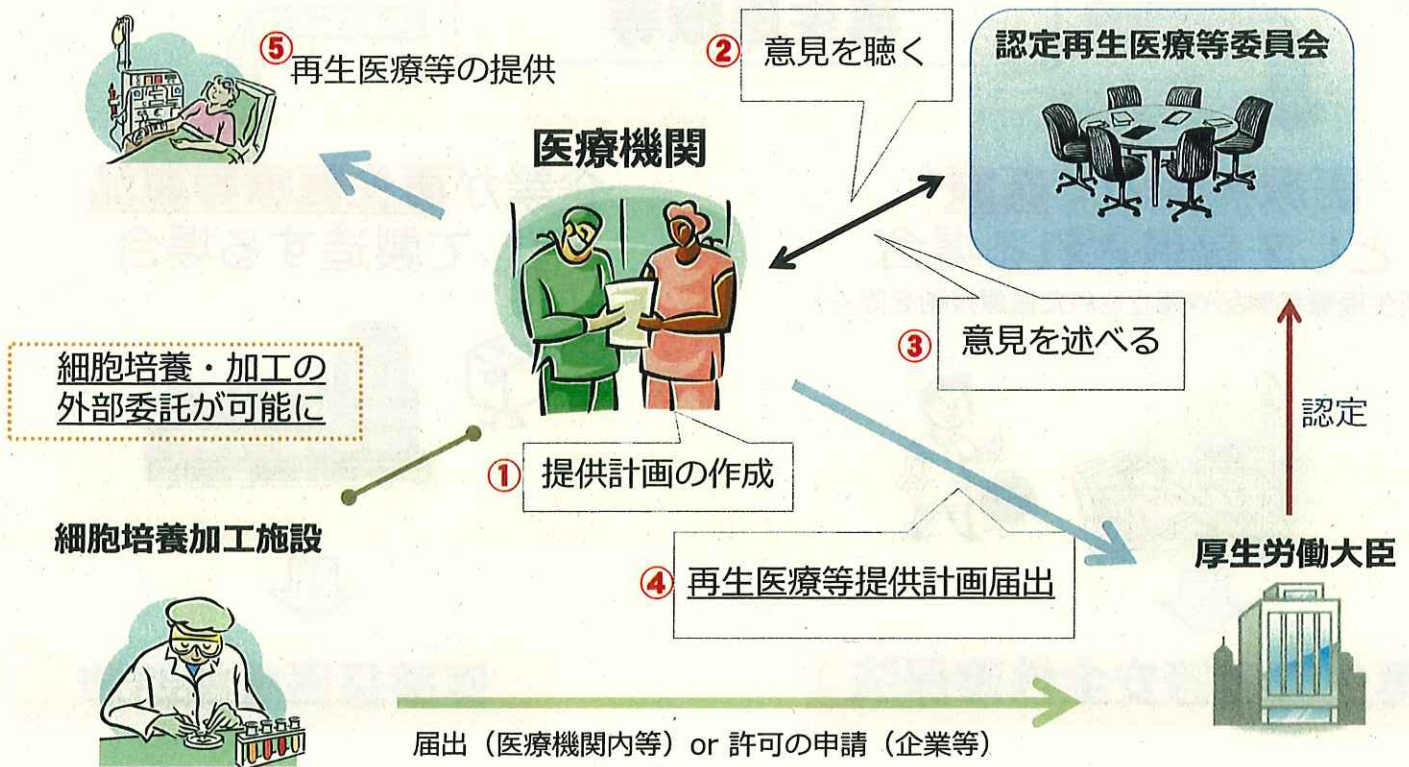 ⑤
再生医療等の提供
② 意見を聴く
認定再生医療等委員会
医療機関
③ 意見を述べる
細胞培養・加工の
外部委託が可能に
認定
① 提供計画の作成
細胞培養加工施設
厚生労働大臣
④ 再生医療等提供計画届出
届出（医療機関内等）or 許可の申請（企業等）